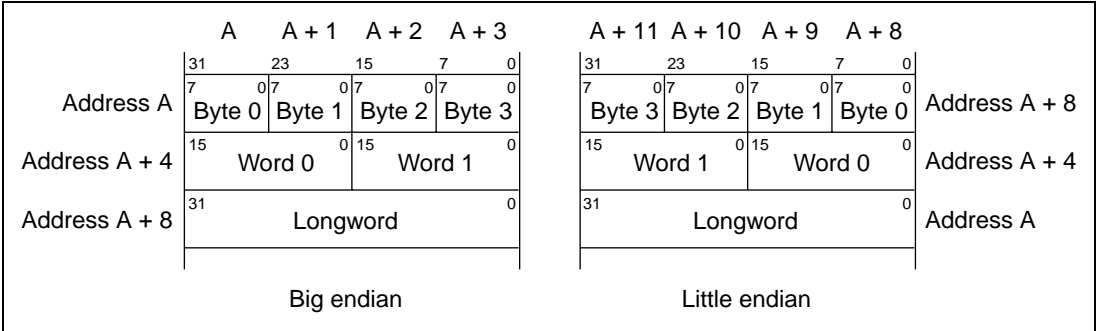 A A + 1 A + 2 A + 3 A + 11 A + 10 A + 9 A + 8
31 23 15 7 0 31 23 15 7 0
7 0 7 0 7 0 7 0 7 0 7 0 7 0 7 0
Address A Byte 0 Byte 1 Byte 2 Byte 3 Byte 3 Byte 2 Byte 1 Byte 0 Address A + 8
15 0 15 0 15 0 15 0
Address A + 4 Word 0 Word 1 Word 1 Word 0 Address A + 4
31 0 31 0
Address A + 8 Longword Longword Address A
Big endian Little endian